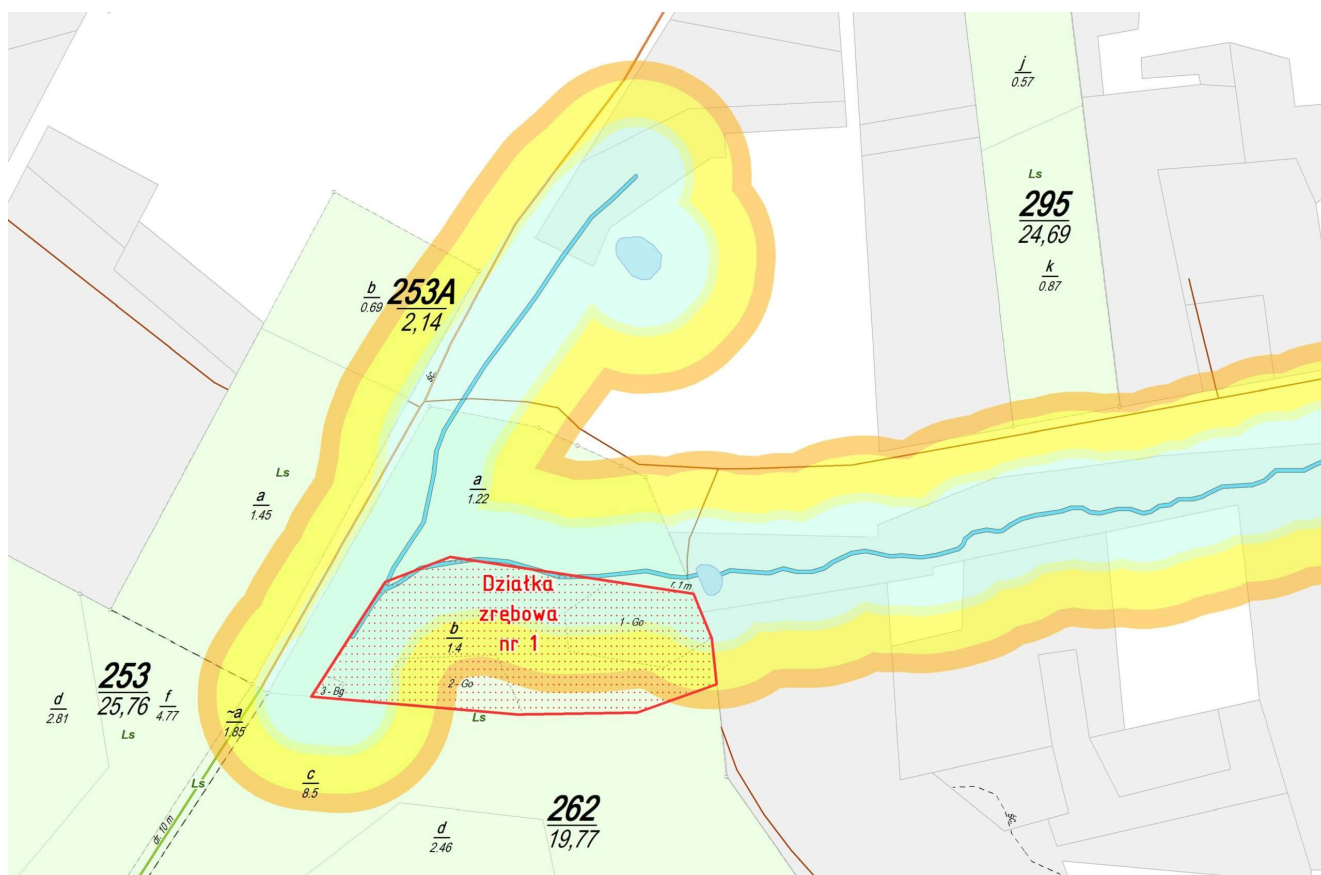 j
0.57
Ls
295
24,69
k
0.87
b
0.69
253A
2,14
Ls
a
1.45
a
1.22
Działka
zrębowa
nr 1
r. 1 m
1 - Go
b
1.4
2 - Go
3 - Bg
Ls
253
25,76
d
2.81
f
4.77
Ls
~a
1.85
Ls
c
8.5
dr. 10 m
262
19,77
d
2.46